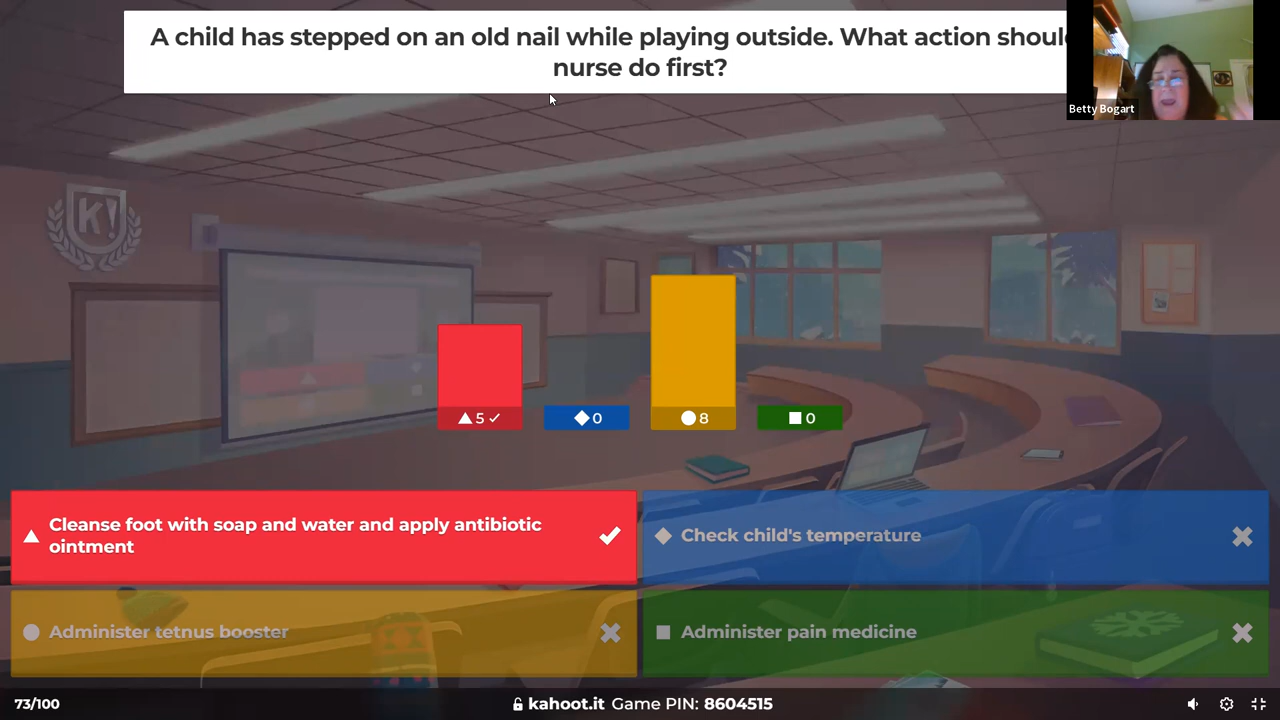 A child has stepped on an old nail while playing outside. What action
nurse do first?
Betty Bogart
K!
5
0
8
0
Cleanse foot with soap and water and apply antibiotic
ointment
Check child's temperature
Administer tetnus booster
Administer pain medicine
73/100
kahoot.it Game PIN: 8604515